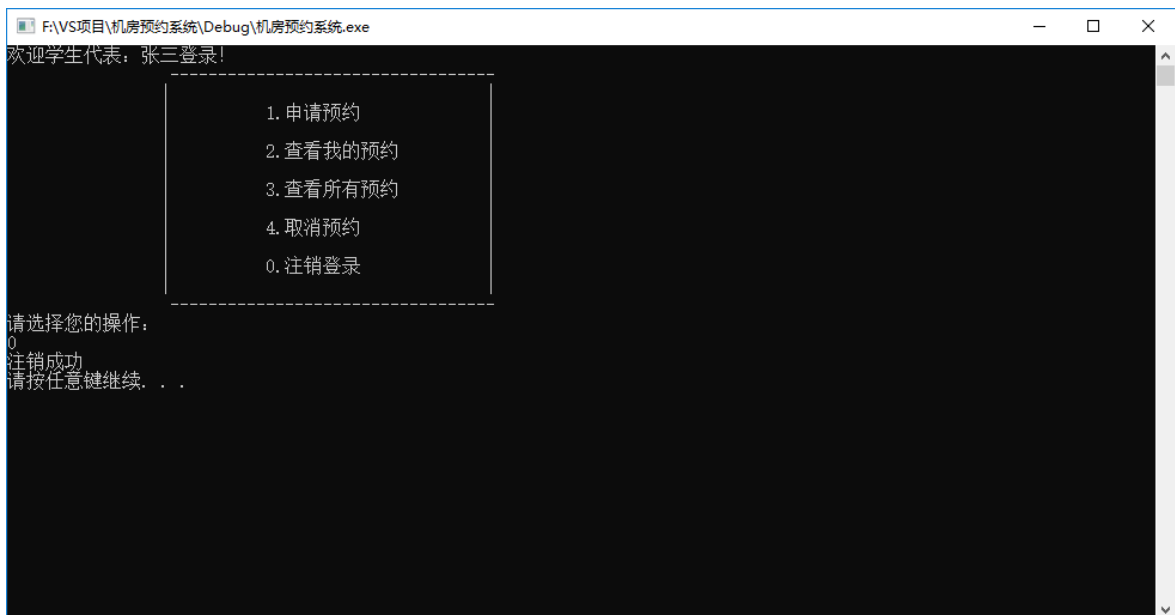 F:\VS项目\机房预约系统\Debug\机房预约系统.exe
欢迎学生代表：张三登录！
----------------------------------
1.申请预约
2.查看我的预约
3.查看所有预约
4.取消预约
0.注销登录
----------------------------------
请选择您的操作：
0
注销成功
请按任意键继续. . .